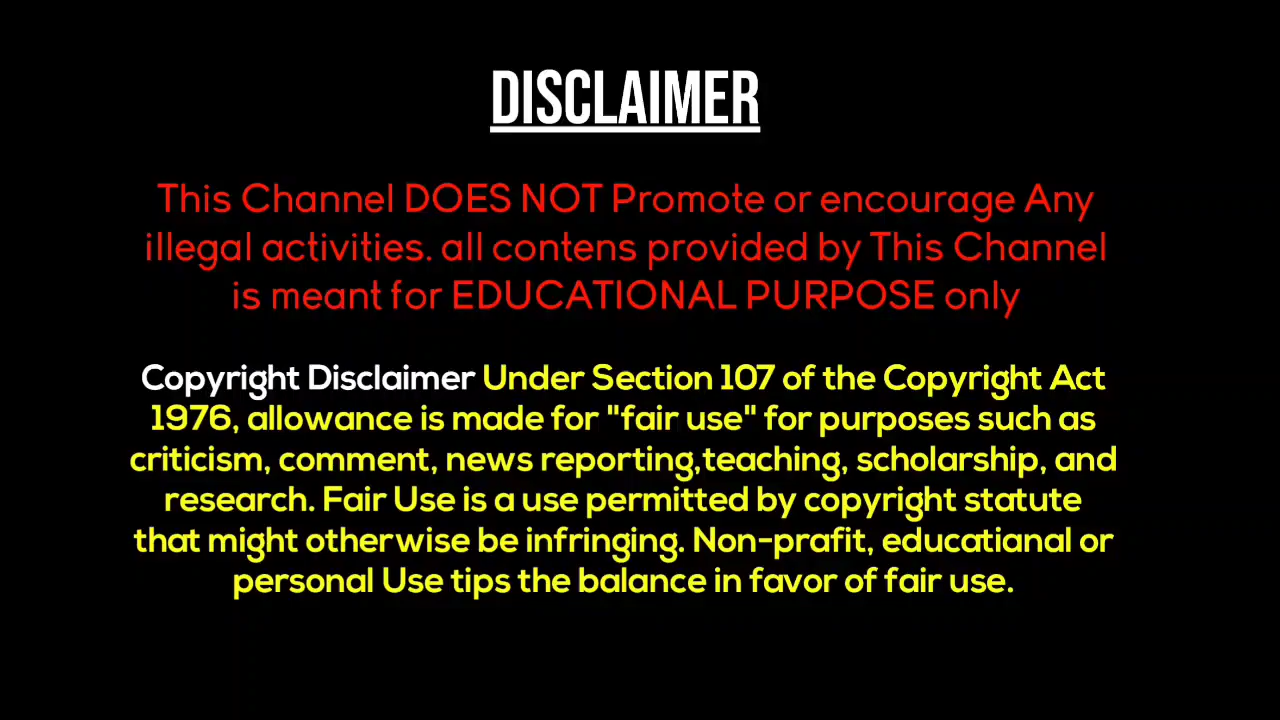 DISCLAIMER
This Channel DOES NOT Promote or encourage Any
illegal activities. all contens provided by This Channel
is meant for EDUCATIONAL PURPOSE only
Copyright Disclaimer Under Section 107 of the Copyright Act
1976, allowance is made for "fair use" for purposes such as
criticism, comment, news reporting,teaching, scholarship, and
research. Fair Use is a use permitted by copyright statute
that might otherwise be infringing. Non-prafit, educatianal or
personal Use tips the balance in favor of fair use.